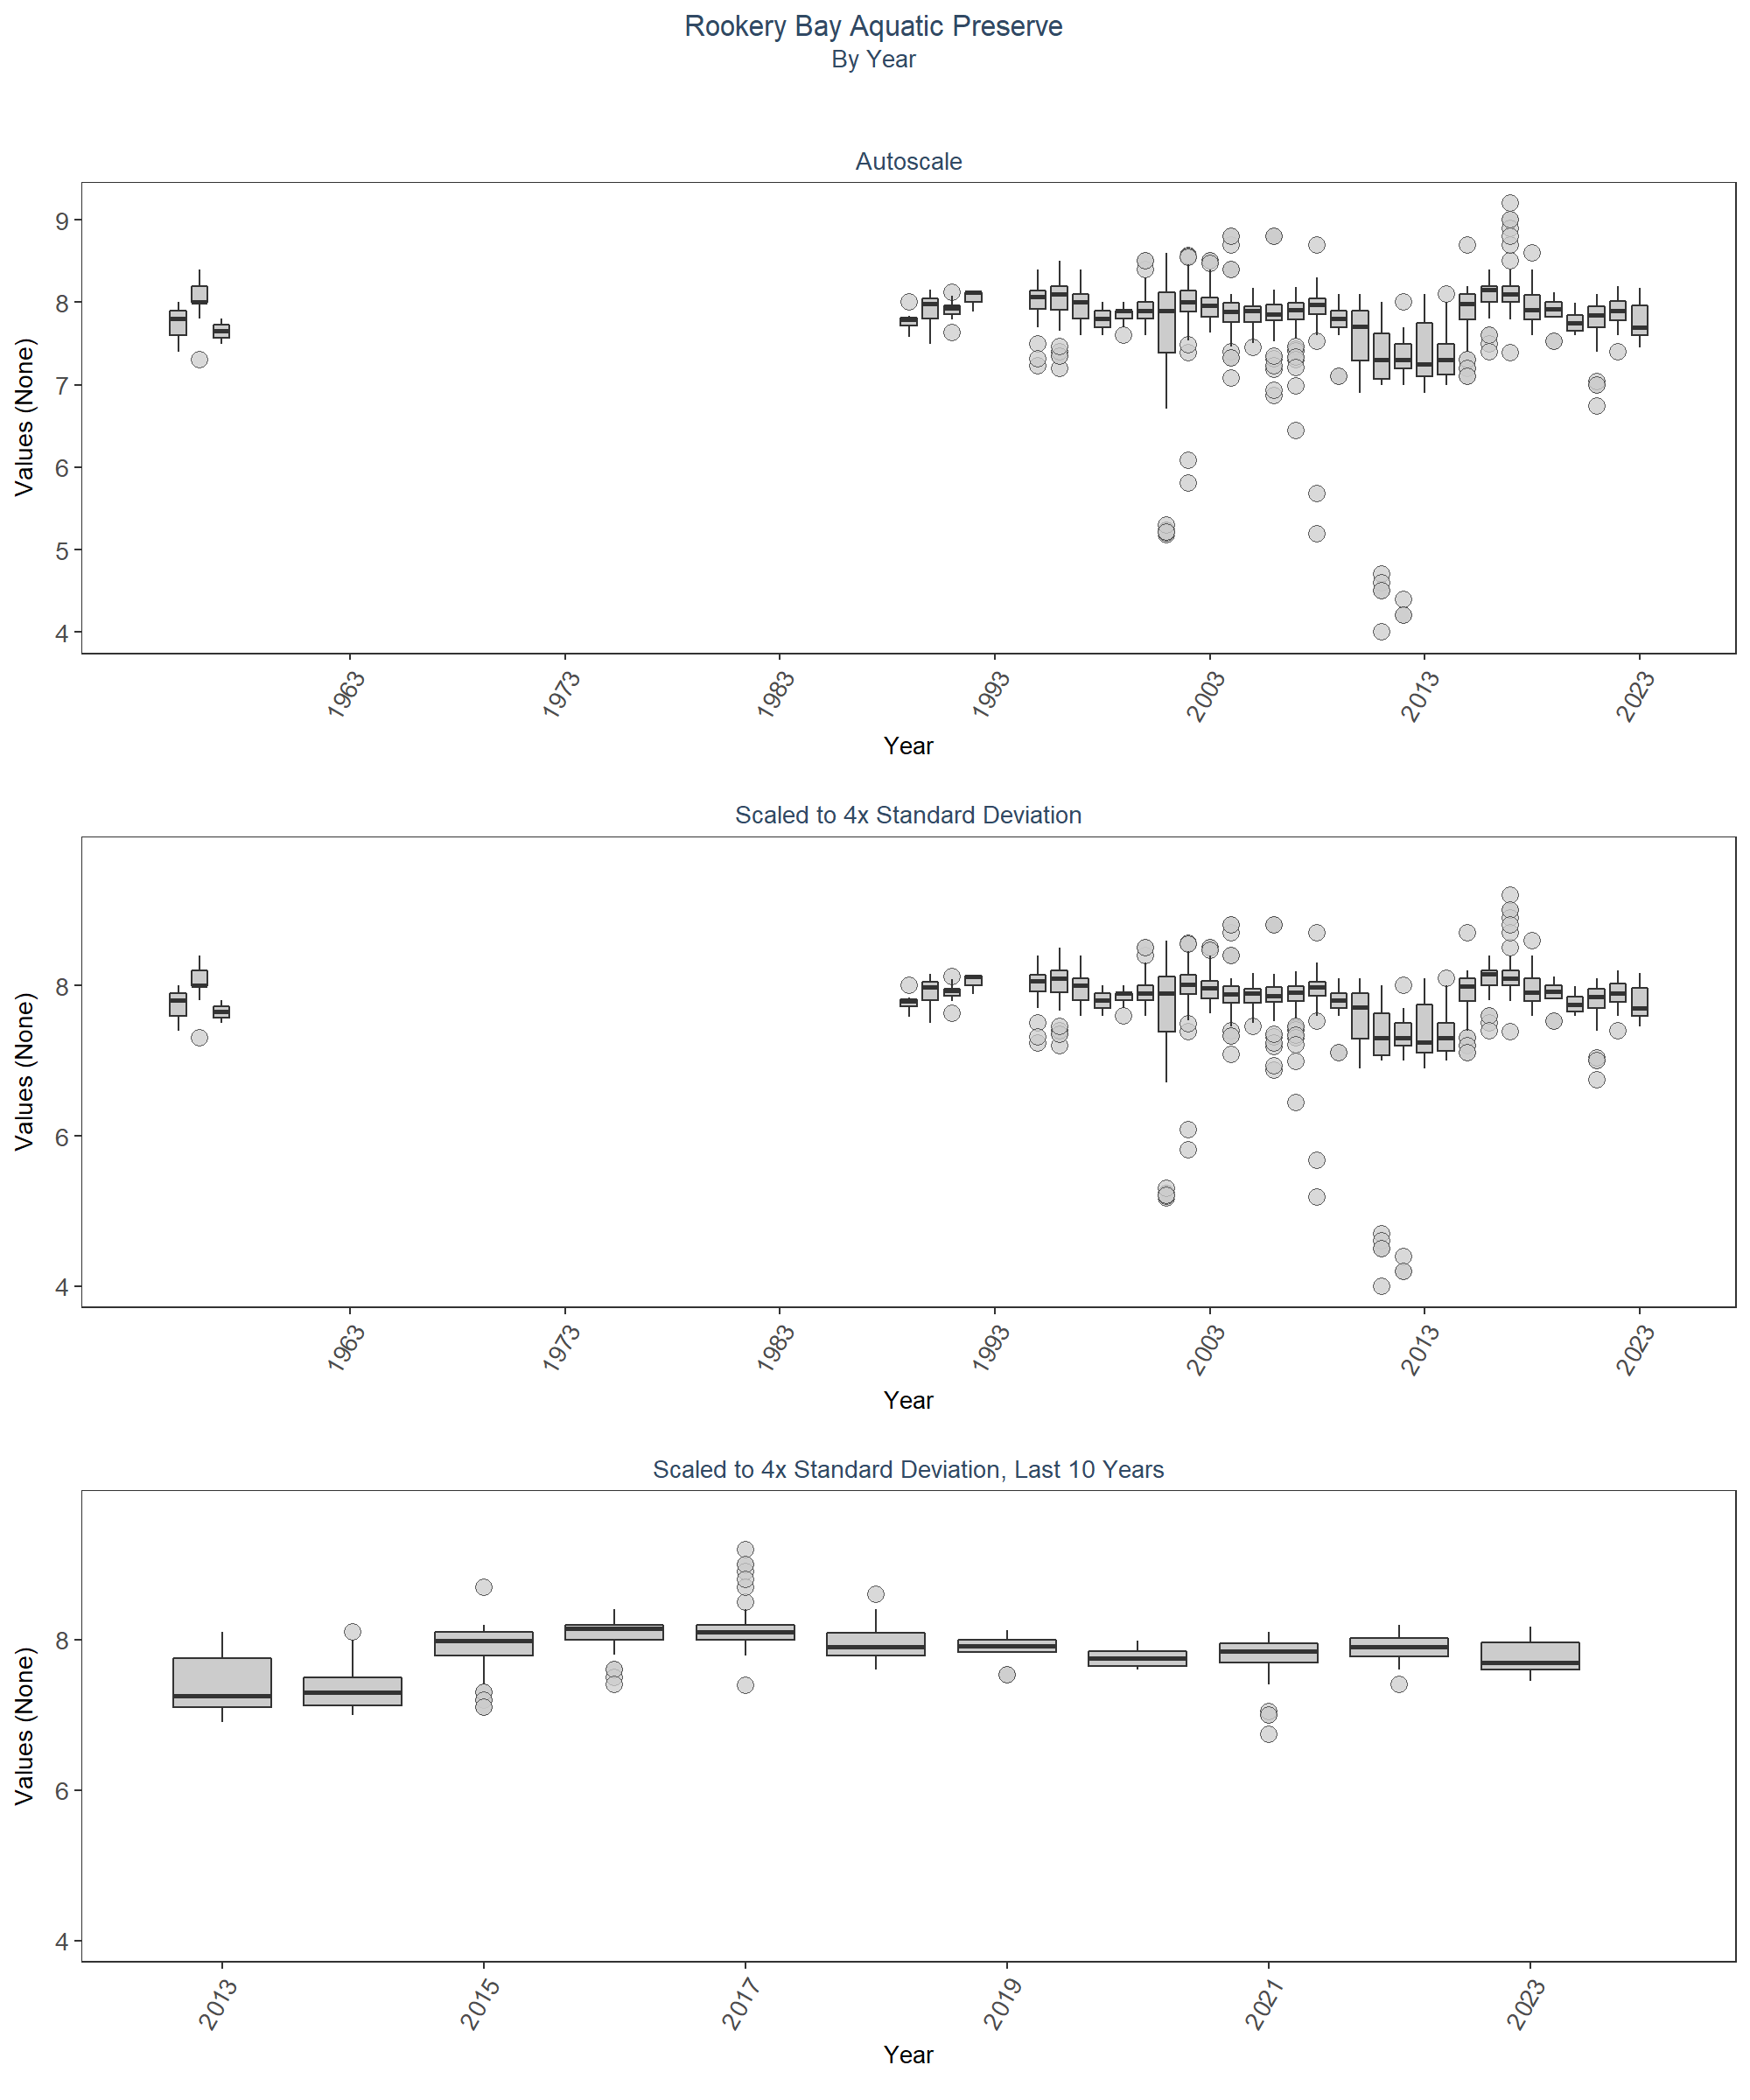 Rookery Bay Aquatic Preserve
By Year
Autoscale
Values (None)
9
8
7
6
5
4
1963 1973 1983 1993 2003 2013 2023
Year
Scaled to 4x Standard Deviation
Values (None)
8
6
4
1963 1973 1983 1993 2003 2013 2023
Year
Scaled to 4x Standard Deviation, Last 10 Years
Values (None)
8
6
4
2013 2015 2017 2019 2021 2023
Year